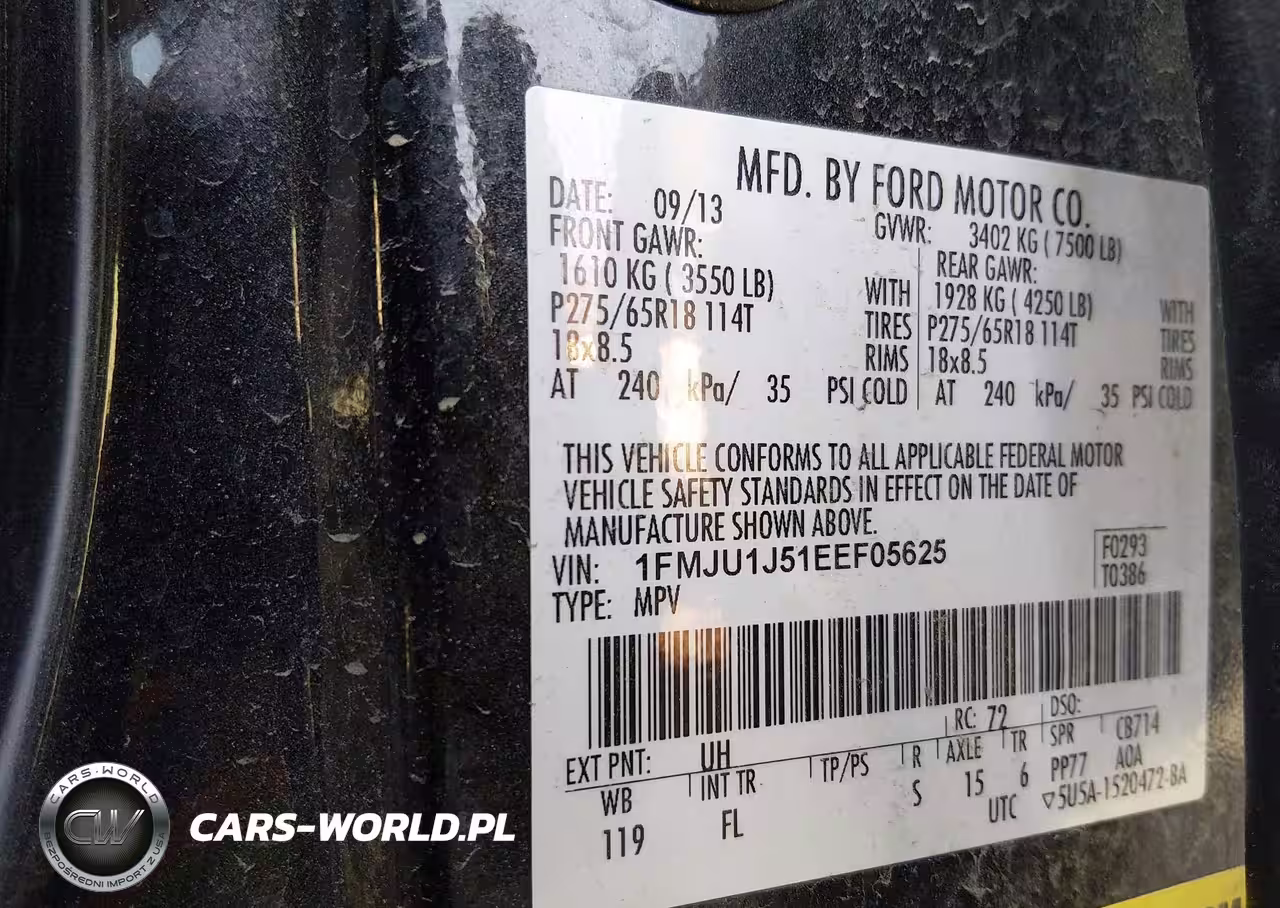 MFD. BY FORD MOTOR CO.
DATE: 09/13 GVWR: 3402 KG ( 7500 LB)
FRONT GAWR: REAR GAWR:
1610 KG ( 3550 LB) WITH 1928 KG ( 4250 LB) WITH
P275/65R18 114T TIRES P275/65R18 114T TIRES
18x8.5 RIMS 18x8.5 RIMS
AT 240 kPa/ 35 PSI COLD AT 240 kPa/ 35 PSI COLD
THIS VEHICLE CONFORMS TO ALL APPLICABLE FEDERAL MOTOR
VEHICLE SAFETY STANDARDS IN EFFECT ON THE DATE OF
MANUFACTURE SHOWN ABOVE.
VIN: 1FMJU1J51EEF05625 F0293
TYPE: MPV T0386
EXT PNT: UH RC: 72 DSO:
WB INT TR TP/PS R AXLE TR SPR CB714
119 FL S 15 6 PP77 AOA
UTC ▽5U5A-1520472-BA
CARS-WORLD
CW
BEZPOŚREDNI IMPORT Z USA
CARS-WORLD.PL